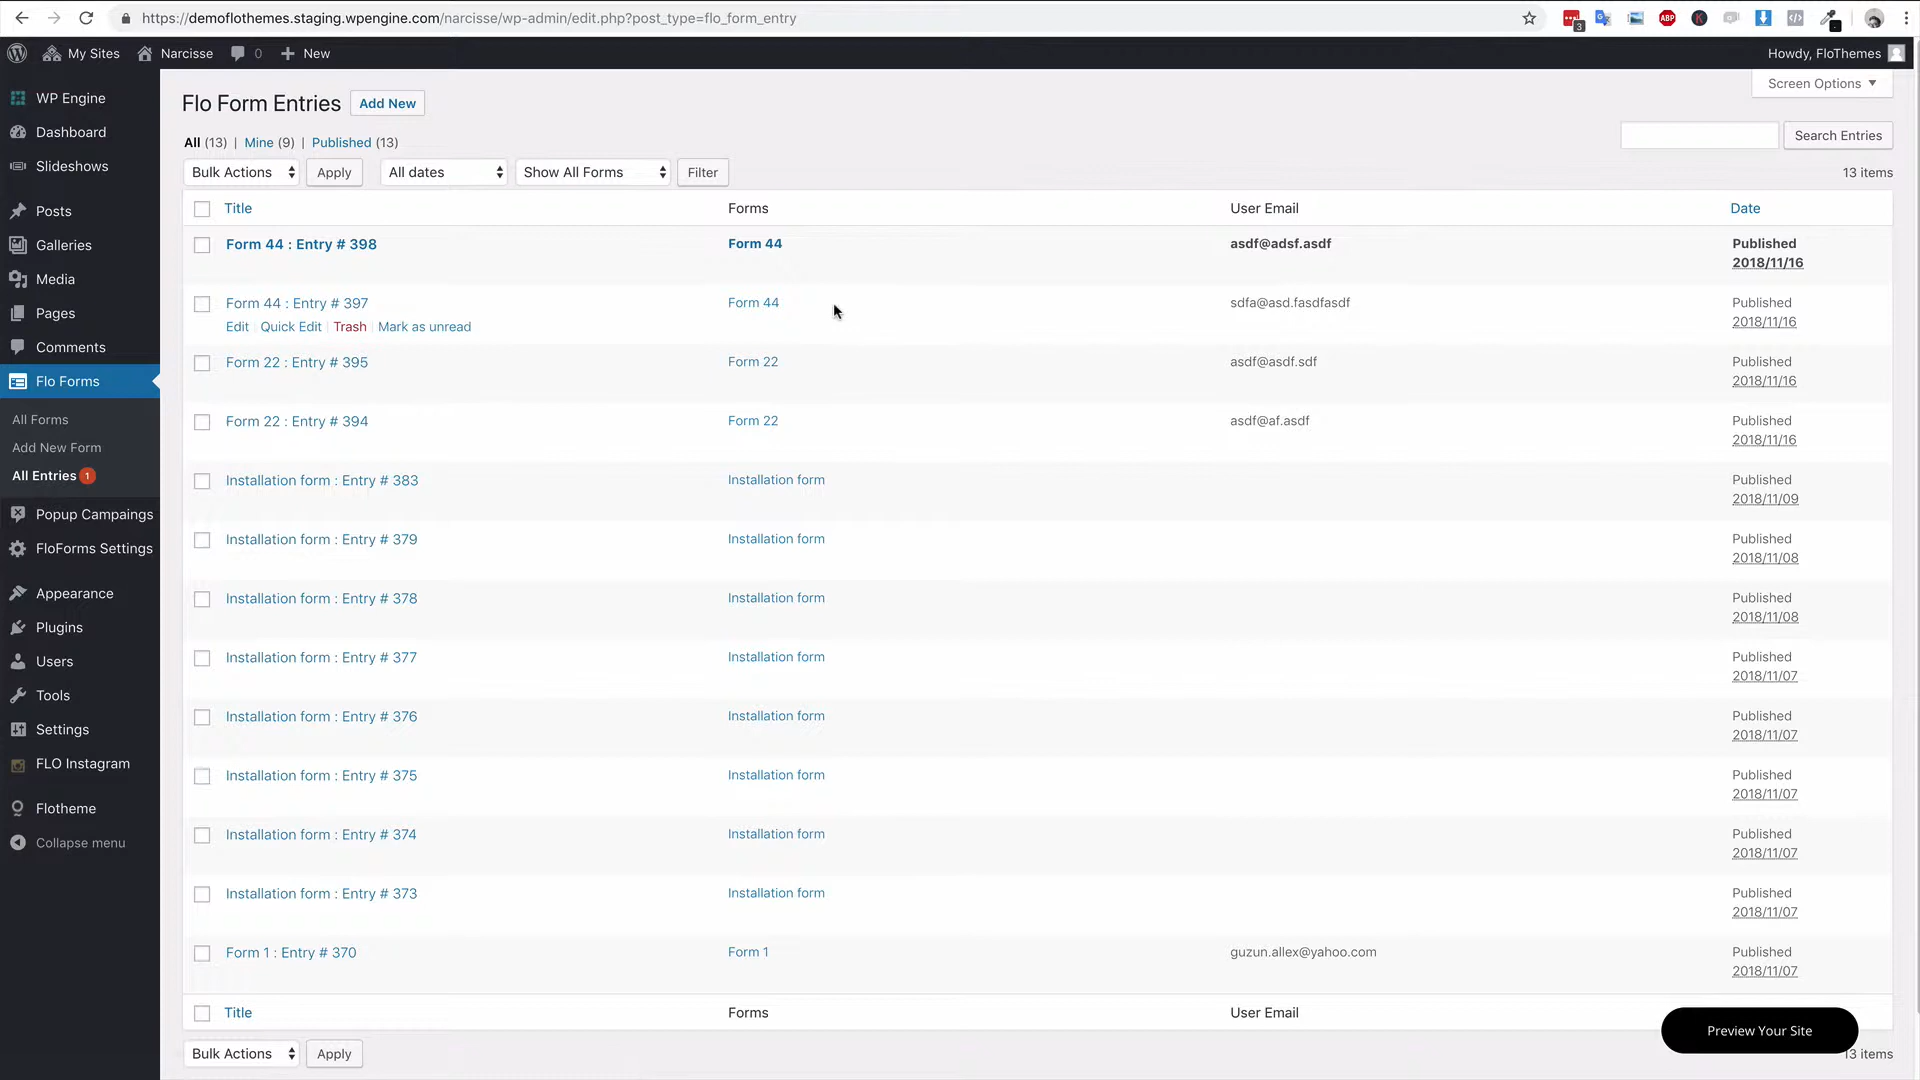 https://demoflothemes.staging.wpengine.com/narcisse/wp-admin/edit.php?post_type=flo_form_entry
ABP
K
3
My Sites
Narcisse
0
New
Howdy, FloThemes
WP Engine
Dashboard
Slideshows
Posts
Galleries
Media
Pages
Comments
Flo Forms
All Forms
Add New Form
All Entries 1
Popup Campaings
FloForms Settings
Appearance
Plugins
Users
Tools
Settings
FLO Instagram
Flotheme
Collapse menu
Screen Options
Flo Form Entries Add New
All (13) | Mine (9) | Published (13)
Search Entries
Bulk Actions Apply All dates Show All Forms Filter 13 items
Title Forms User Email Date
Form 44 : Entry # 398 Form 44 asdf@adsf.asdf Published
2018/11/16
Form 44 : Entry # 397 Form 44 sdfa@asd.fasdfasdf Published
2018/11/16
Edit | Quick Edit | Trash | Mark as unread
Form 22 : Entry # 395 Form 22 asdf@asdf.sdf Published
2018/11/16
Form 22 : Entry # 394 Form 22 asdf@af.asdf Published
2018/11/16
Installation form : Entry # 383 Installation form Published
2018/11/09
Installation form : Entry # 379 Installation form Published
2018/11/08
Installation form : Entry # 378 Installation form Published
2018/11/08
Installation form : Entry # 377 Installation form Published
2018/11/07
Installation form : Entry # 376 Installation form Published
2018/11/07
Installation form : Entry # 375 Installation form Published
2018/11/07
Installation form : Entry # 374 Installation form Published
2018/11/07
Installation form : Entry # 373 Installation form Published
2018/11/07
Form 1 : Entry # 370 Form 1 guzun.allex@yahoo.com Published
2018/11/07
Title Forms User Email
Preview Your Site
Bulk Actions Apply 13 items